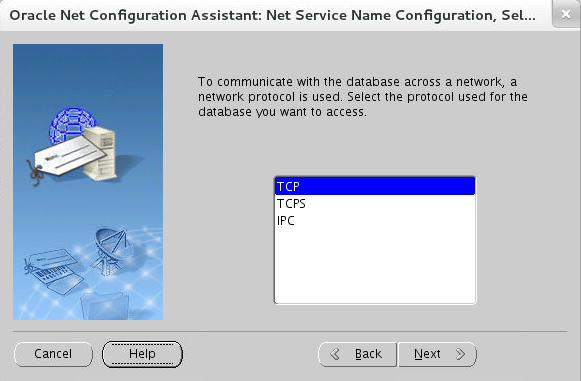 Oracle Net Configuration Assistant: Net Service Name Configuration, Sel...
To communicate with the database across a network, a
network protocol is used. Select the protocol used for the
database you want to access.
TCP
TCPS
IPC
Cancel
Help
Back
Next